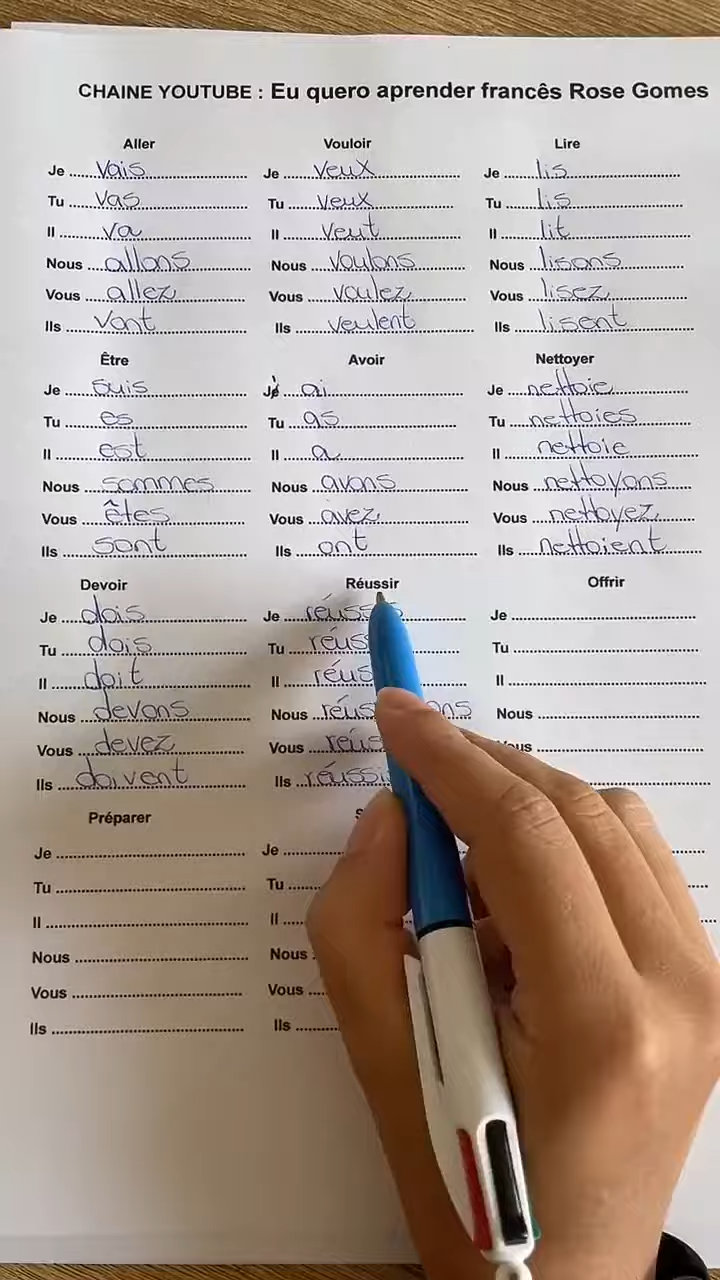 CHAINE YOUTUBE : Eu quero aprender francês Rose Gomes
Aller
Je vais
Tu vas
Il va
Nous allons
Vous allez
Ils vont
Vouloir
Je veux
Tu veux
Il veut
Nous voulons
Vous voulez
Ils veulent
Lire
Je lis
Tu lis
Il lit
Nous lisons
Vous lisez
Ils lisent
Être
Je suis
Tu es
Il est
Nous sommes
Vous êtes
Ils sont
Avoir
J' ai
Tu as
Il a
Nous avons
Vous avez
Ils ont
Nettoyer
Je nettoie
Tu nettoies
Il nettoie
Nous nettoyons
Vous nettoyez
Ils nettoient
Devoir
Je dois
Tu dois
Il doit
Nous devons
Vous devez
Ils doivent
Réussir
Je
Tu
Il
Nous
Vous
Ils
Offrir
Je
Tu
Il
Nous
Préparer
Je
Tu
Il
Nous
Vous
Ils
Je
Tu
Il
Nous
Vous
Ils